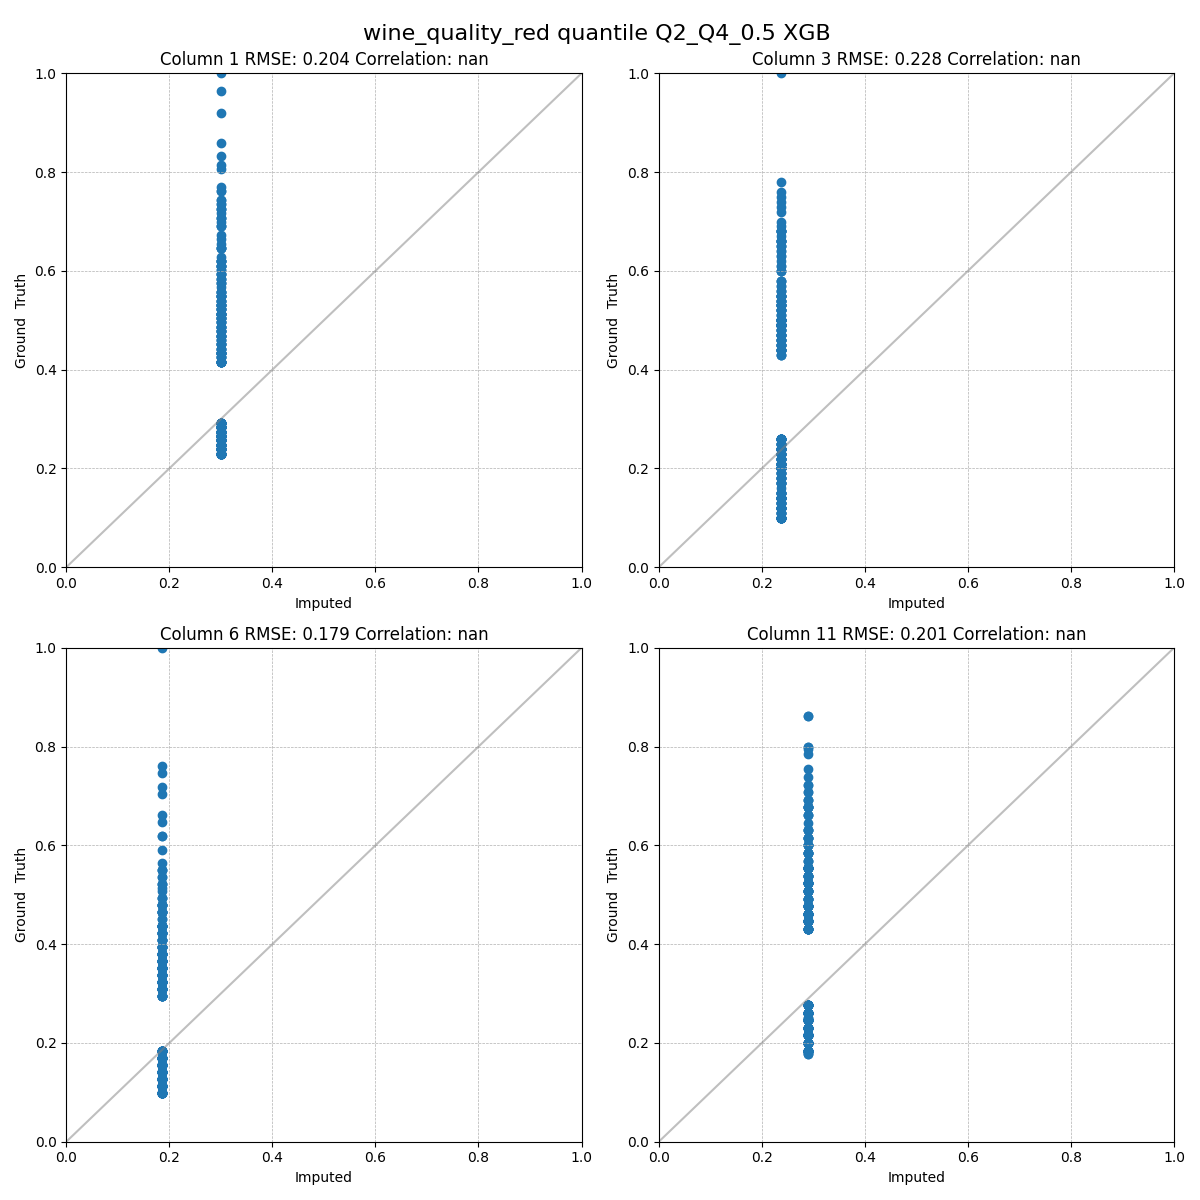 wine_quality_red quantile Q2_Q4_0.5 XGB
Column 1 RMSE: 0.204 Correlation: nan
1.0
0.8
0.6
0.4
0.2
0.0
Ground Truth
0.0 0.2 0.4 0.6 0.8 1.0
Imputed
Column 3 RMSE: 0.228 Correlation: nan
1.0
0.8
0.6
0.4
0.2
0.0
Ground Truth
0.0 0.2 0.4 0.6 0.8 1.0
Imputed
Column 6 RMSE: 0.179 Correlation: nan
1.0
0.8
0.6
0.4
0.2
0.0
Ground Truth
0.0 0.2 0.4 0.6 0.8 1.0
Imputed
Column 11 RMSE: 0.201 Correlation: nan
1.0
0.8
0.6
0.4
0.2
0.0
Ground Truth
0.0 0.2 0.4 0.6 0.8 1.0
Imputed